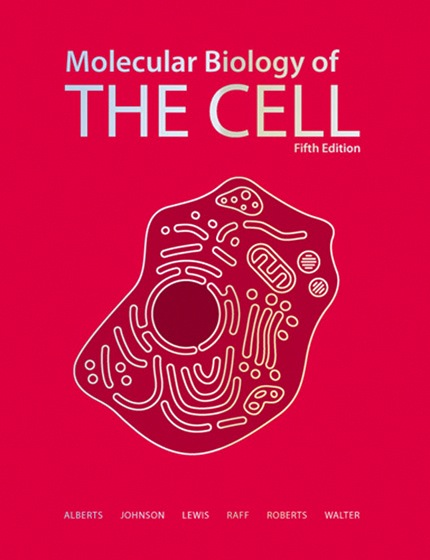 Molecular Biology of
THE CELL
Fifth Edition
ALBERTS JOHNSON LEWIS RAFF ROBERTS WALTER